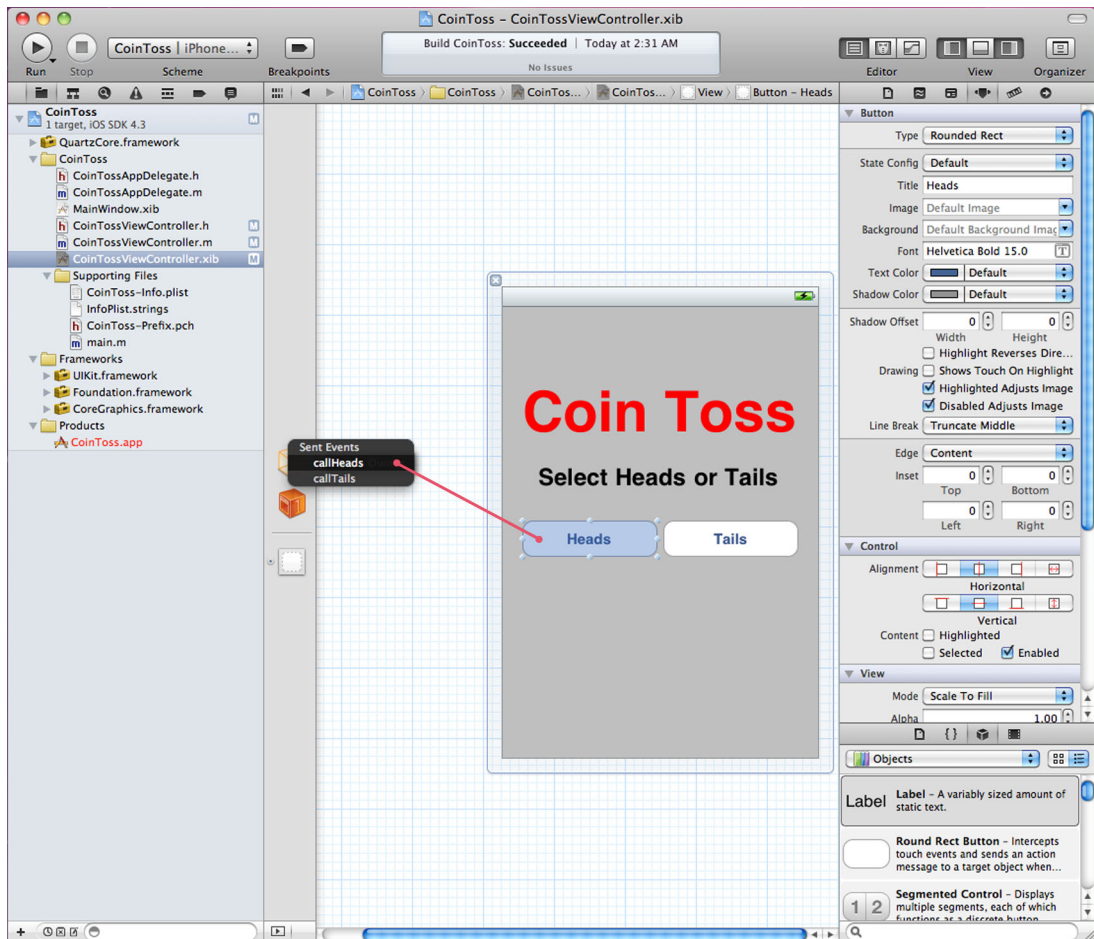 CoinToss – CoinTossViewController.xib
CoinToss | iPhone...
Build CoinToss: Succeeded | Today at 2:31 AM
No Issues
Run
Stop
Scheme
Breakpoints
Editor
View
Organizer
CoinToss
CoinToss
CoinTos...
CoinTos...
View
Button – Heads
CoinToss
1 target, iOS SDK 4.3
M
QuartzCore.framework
CoinToss
h CoinTossAppDelegate.h
m CoinTossAppDelegate.m
MainWindow.xib
h CoinTossViewController.h M
m CoinTossViewController.m M
CoinTossViewController.xib M
Supporting Files
CoinToss-Info.plist
InfoPlist.strings
h CoinToss-Prefix.pch
m main.m
Frameworks
UIKit.framework
Foundation.framework
CoreGraphics.framework
Products
CoinToss.app
Sent Events
callHeads
callTails
Coin Toss
Select Heads or Tails
Heads
Tails
Button
Type Rounded Rect
State Config Default
Title Heads
Image Default Image
Background Default Background Imag
Font Helvetica Bold 15.0 T
Text Color Default
Shadow Color Default
Shadow Offset 0 0
Width Height
Highlight Reverses Dire...
Drawing Shows Touch On Highlight
Highlighted Adjusts Image
Disabled Adjusts Image
Line Break Truncate Middle
Edge Content
Inset 0 0
Top Bottom
0 0
Left Right
Control
Alignment
Horizontal
Vertical
Content Highlighted
Selected Enabled
View
Mode Scale To Fill
Alpha 1.00
{}
Objects
Label
Label – A variably sized amount of
static text.
Round Rect Button – Intercepts
touch events and sends an action
message to a target object when...
1 2
Segmented Control – Displays
multiple segments, each of which
functions as a discrete button